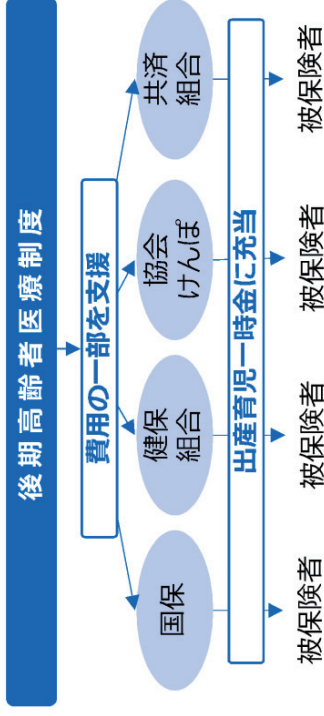 後期高齢者医療制度
費用の一部を支援
国保
健保
組合
協会
けんぽ
共済
組合
出産育児一時金に充当
被保険者
被保険者
被保険者
被保険者